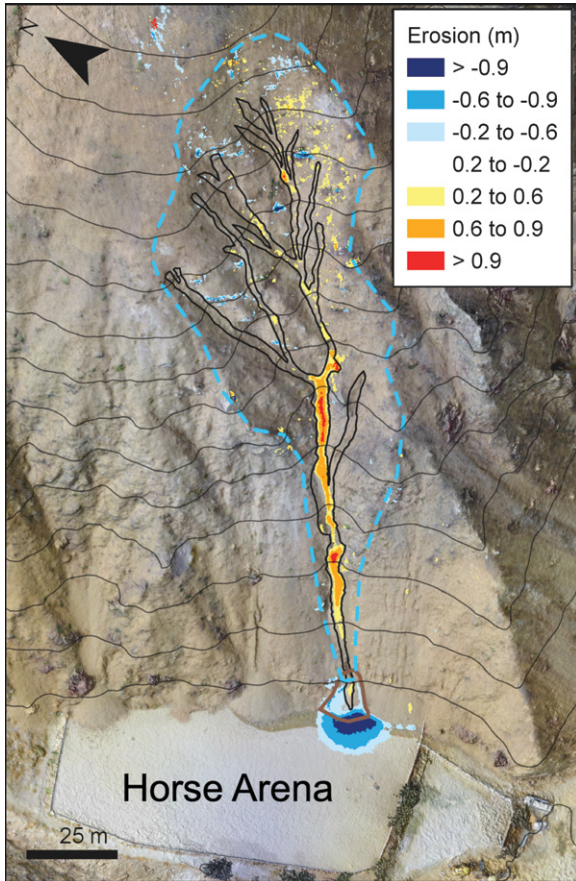 N
Erosion (m)
> -0.9
-0.6 to -0.9
-0.2 to -0.6
0.2 to -0.2
0.2 to 0.6
0.6 to 0.9
> 0.9
Horse Arena
25 m